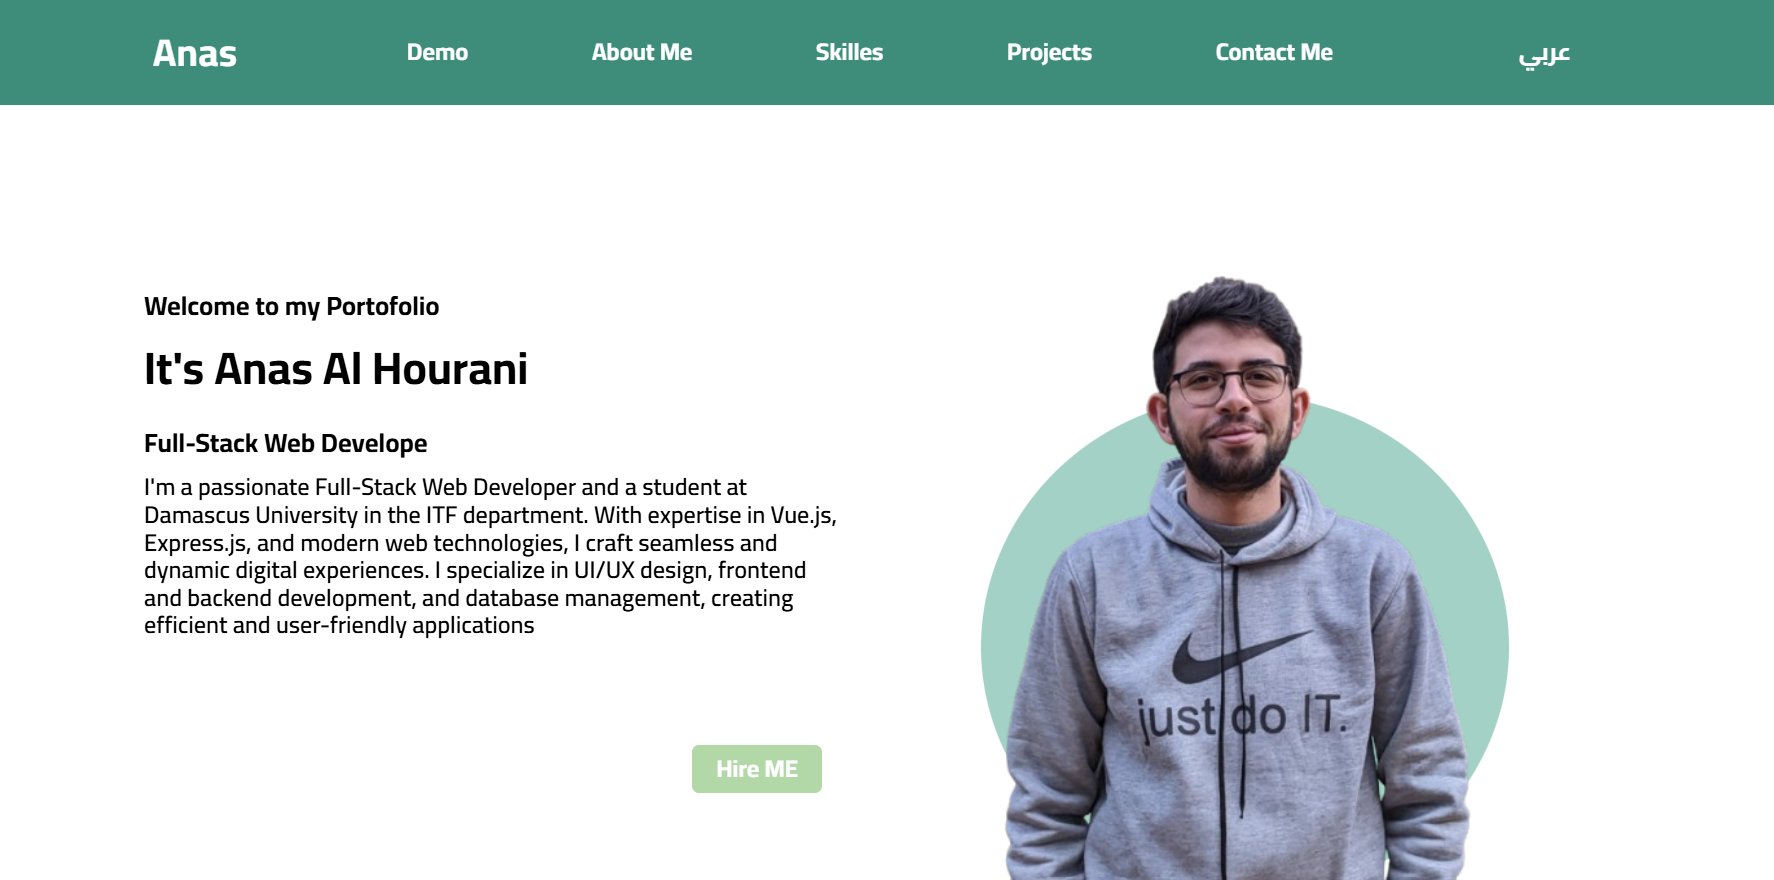 Anas
Demo
About Me
Skilles
Projects
Contact Me
عربي
Welcome to my Portofolio
It's Anas Al Hourani
Full-Stack Web Develope
I'm a passionate Full-Stack Web Developer and a student at
Damascus University in the ITF department. With expertise in Vue.js,
Express.js, and modern web technologies, I craft seamless and
dynamic digital experiences. I specialize in UI/UX design, frontend
and backend development, and database management, creating
efficient and user-friendly applications
Hire ME
just do IT.